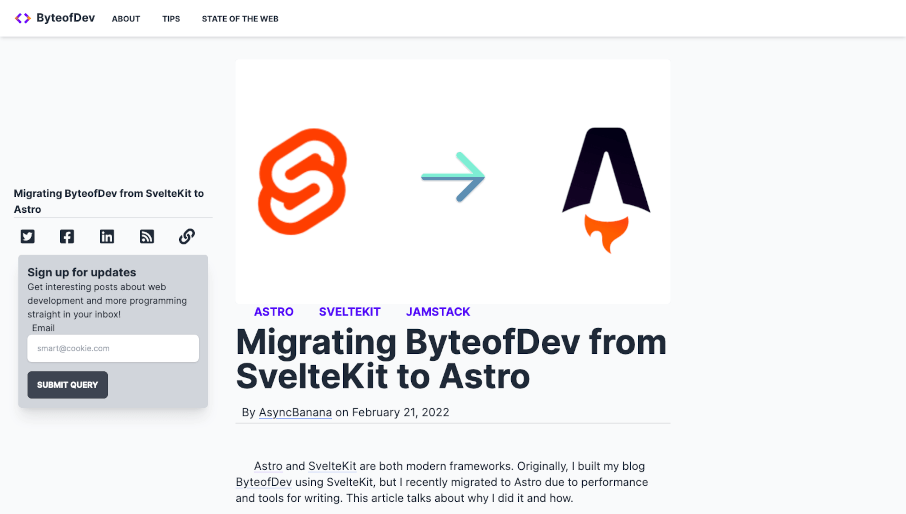 ByteofDev
ABOUT
TIPS
STATE OF THE WEB
Migrating ByteofDev from SvelteKit to
Astro
Sign up for updates
Get interesting posts about web
development and more programming
straight in your inbox!
Email
smart@cookie.com
SUBMIT QUERY
ASTRO
SVELTEKIT
JAMSTACK
Migrating ByteofDev from
SvelteKit to Astro
By AsyncBanana on February 21, 2022
Astro and SvelteKit are both modern frameworks. Originally, I built my blog
ByteofDev using SvelteKit, but I recently migrated to Astro due to performance
and tools for writing. This article talks about why I did it and how.